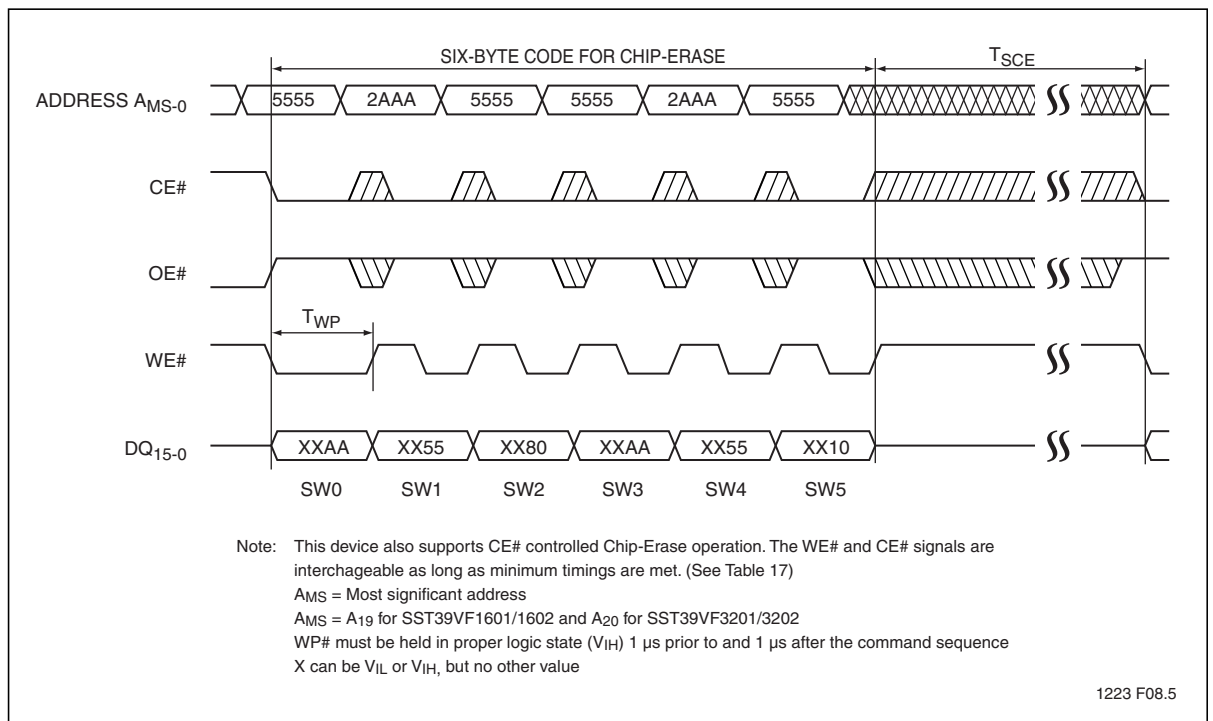 SIX-BYTE CODE FOR CHIP-ERASE
TSCE
ADDRESS AMS-0
5555 2AAA 5555 5555 2AAA 5555
CE#
OE#
TWP
WE#
DQ15-0
XXAA XX55 XX80 XXAA XX55 XX10
SW0 SW1 SW2 SW3 SW4 SW5
Note: This device also supports CE# controlled Chip-Erase operation. The WE# and CE# signals are
interchageable as long as minimum timings are met. (See Table 17)
AMS = Most significant address
AMS = A19 for SST39VF1601/1602 and A20 for SST39VF3201/3202
WP# must be held in proper logic state (VIH) 1 µs prior to and 1 µs after the command sequence
X can be VIL or VIH, but no other value
1223 F08.5